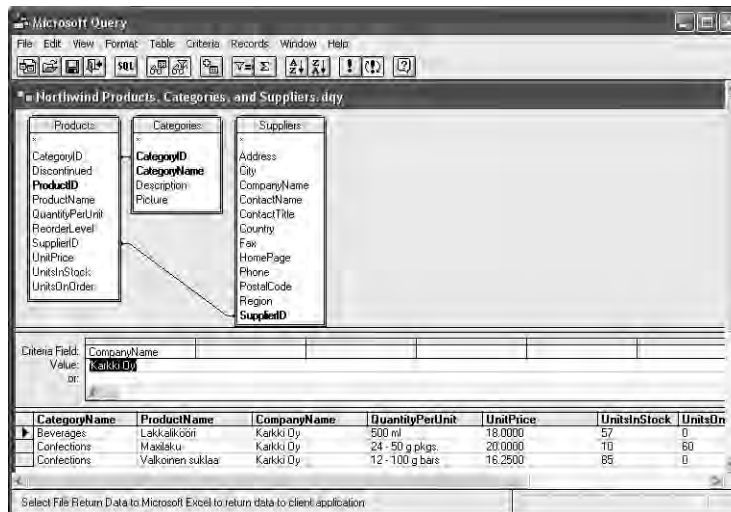 Microsoft Query
File Edit View Format Table Criteria Records Window Help
SQL
Northwind Products, Categories, and Suppliers.dqy
Products Categories Suppliers
*
CategoryID
Discontinued
ProductID
ProductName
QuantityPerUnit
ReorderLevel
SupplierID
UnitPrice
UnitsInStock
UnitsOnOrder
*
CategoryID
CategoryName
Description
Picture
*
Address
City
CompanyName
ContactName
ContactTitle
Country
Fax
HomePage
Phone
PostalCode
Region
SupplierID
Criteria Field: CompanyName
Value: 'Karkki Oy'
or:
CategoryName ProductName CompanyName QuantityPerUnit UnitPrice UnitsInStock UnitsOn
Beverages Lakkalikööri Karkki Oy 500 ml 18.0000 57 0
Confections Maxilaku Karkki Oy 24 - 50 g pkgs. 20.0000 10 60
Confections Valkoinen suklaa Karkki Oy 12 - 100 g bars 16.2500 65 0
Select File Return Data to Microsoft Excel to return data to client application